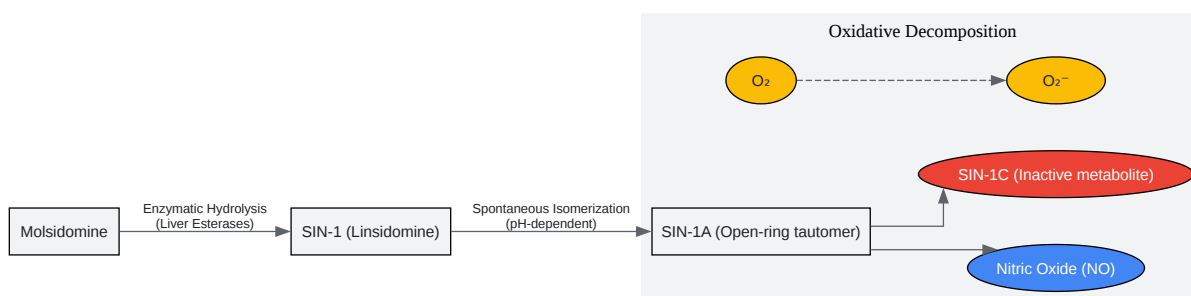 Oxidative Decomposition
O₂
O₂⁻
SIN-1C (Inactive metabolite)
Enzymatic Hydrolysis
(Liver Esterases)
Spontaneous Isomerization
(pH-dependent)
Molsidomine
SIN-1 (Linsidomine)
SIN-1A (Open-ring tautomer)
Nitric Oxide (NO)